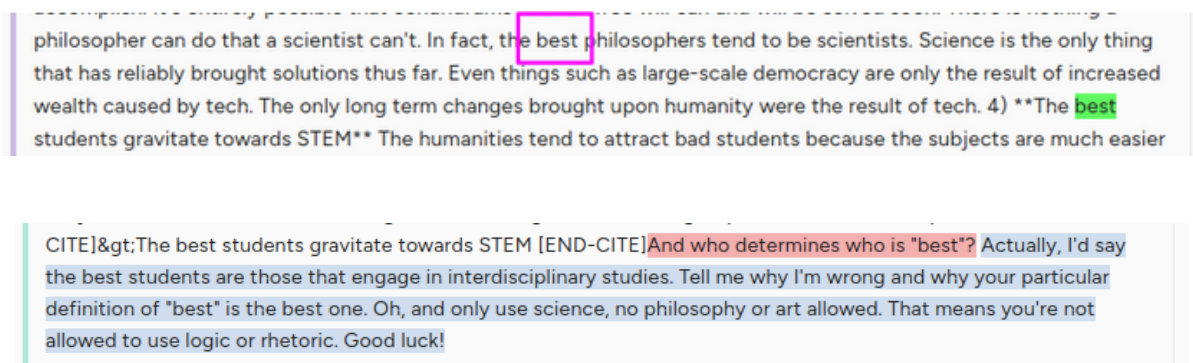 philosopher can do that a scientist can't. In fact, the best philosophers tend to be scientists. Science is the only thing
that has reliably brought solutions thus far. Even things such as large-scale democracy are only the result of increased
wealth caused by tech. The only long term changes brought upon humanity were the result of tech. 4) **The best
students gravitate towards STEM** The humanities tend to attract bad students because the subjects are much easier
CITE]&gt;The best students gravitate towards STEM [END-CITE]And who determines who is "best"? Actually, I'd say
the best students are those that engage in interdisciplinary studies. Tell me why I'm wrong and why your particular
definition of "best" is the best one. Oh, and only use science, no philosophy or art allowed. That means you're not
allowed to use logic or rhetoric. Good luck!